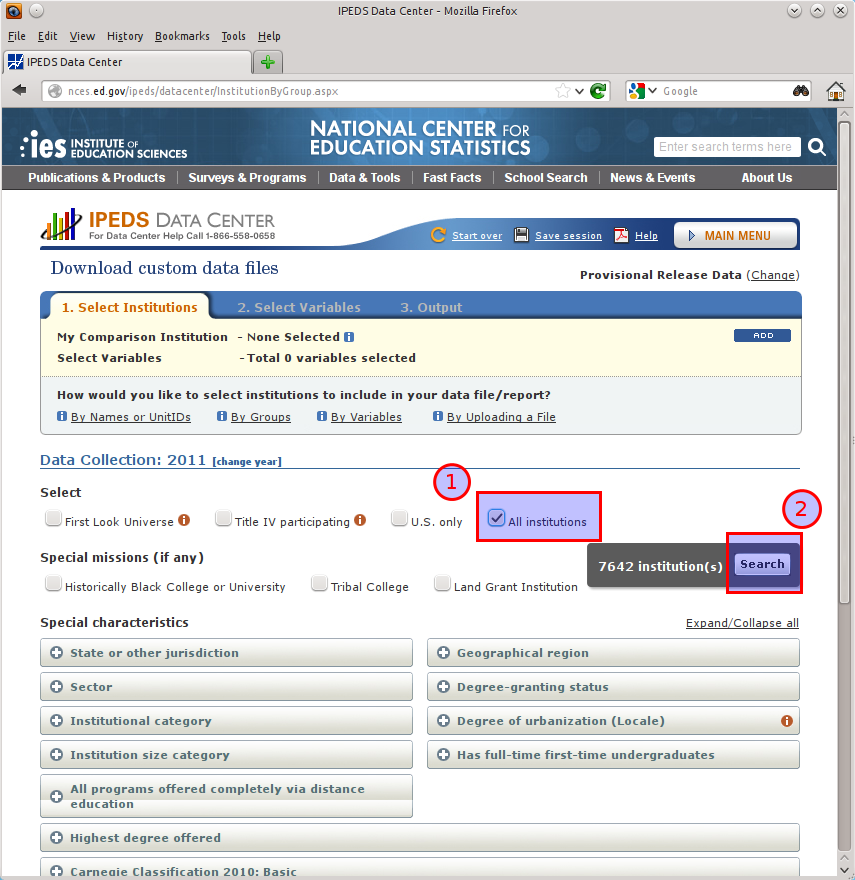 IPEDS Data Center - Mozilla Firefox
File Edit View History Bookmarks Tools Help
IPEDS Data Center
nces.ed.gov/ipeds/datacenter/InstitutionByGroup.aspx
Google
ies INSTITUTE OF EDUCATION SCIENCES
NATIONAL CENTER FOR
EDUCATION STATISTICS
Enter search terms here
Publications & Products Surveys & Programs Data & Tools Fast Facts School Search News & Events About Us
IPEDS DATA CENTER
For Data Center Help Call 1-866-558-0658
Start over Save session Help MAIN MENU
Download custom data files
Provisional Release Data (Change)
1. Select Institutions 2. Select Variables 3. Output
My Comparison Institution - None Selected i
ADD
Select Variables - Total 0 variables selected
How would you like to select institutions to include in your data file/report?
i By Names or UnitIDs i By Groups i By Variables i By Uploading a File
Data Collection: 2011 [change year]
1
Select
2
First Look Universe i Title IV participating i U.S. only All institutions
Special missions (if any)
7642 institution(s) Search
Historically Black College or University Tribal College Land Grant Institution
Special characteristics
Expand/Collapse all
State or other jurisdiction
Geographical region
Sector
Degree-granting status
Institutional category
Degree of urbanization (Locale) i
Institution size category
Has full-time first-time undergraduates
All programs offered completely via distance
education
Highest degree offered
Carnegie Classification 2010: Basic